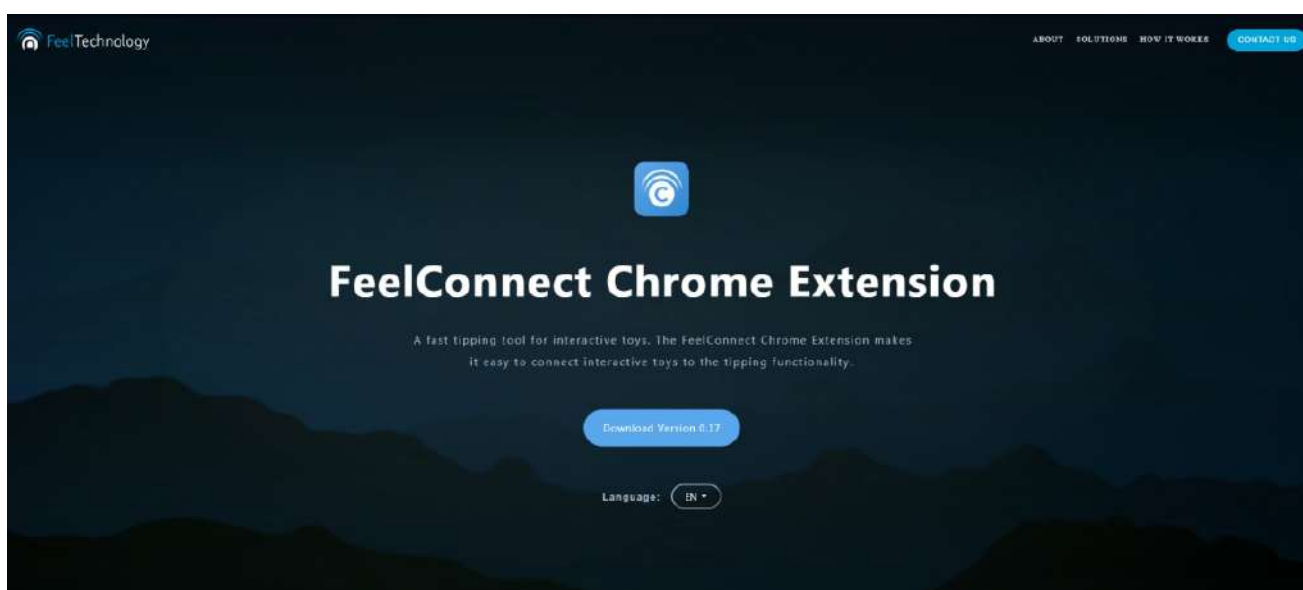 FeelTechnology
ABOUT SOLUTIONS HOW IT WORKS CONTACT US
C
FeelConnect Chrome Extension
A fast tipping tool for interactive toys. The FeelConnect Chrome Extension makes
it easy to connect interactive toys to the tipping functionality.
Download Version 0.17
Language: EN